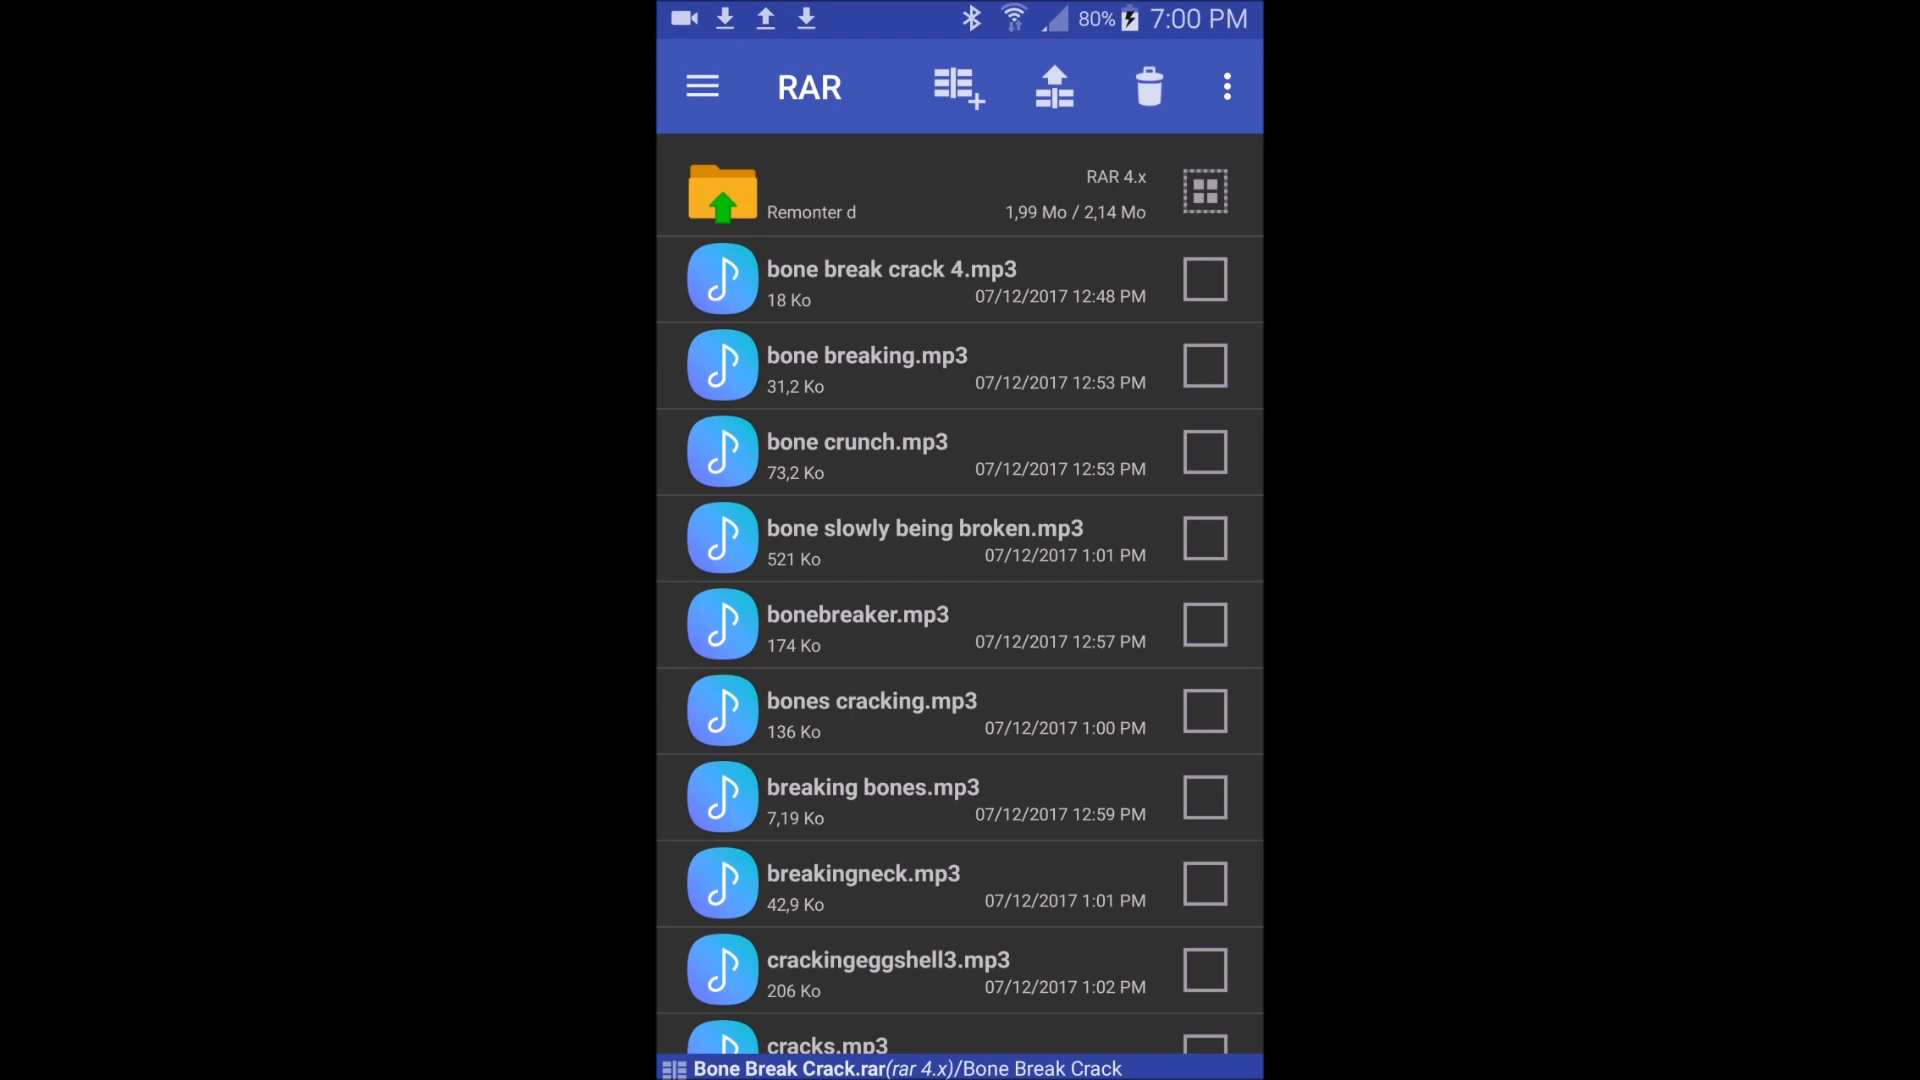 80% 7:00 PM
RAR
RAR 4.x
Remonter d 1,99 Mo / 2,14 Mo
bone break crack 4.mp3
18 Ko 07/12/2017 12:48 PM
bone breaking.mp3
31,2 Ko 07/12/2017 12:53 PM
bone crunch.mp3
73,2 Ko 07/12/2017 12:53 PM
bone slowly being broken.mp3
521 Ko 07/12/2017 1:01 PM
bonebreaker.mp3
174 Ko 07/12/2017 12:57 PM
bones cracking.mp3
136 Ko 07/12/2017 1:00 PM
breaking bones.mp3
7,19 Ko 07/12/2017 12:59 PM
breakingneck.mp3
42,9 Ko 07/12/2017 1:01 PM
crackingeggshell3.mp3
206 Ko 07/12/2017 1:02 PM
cracks.mp3
Bone Break Crack.rar(rar 4.x)/Bone Break Crack